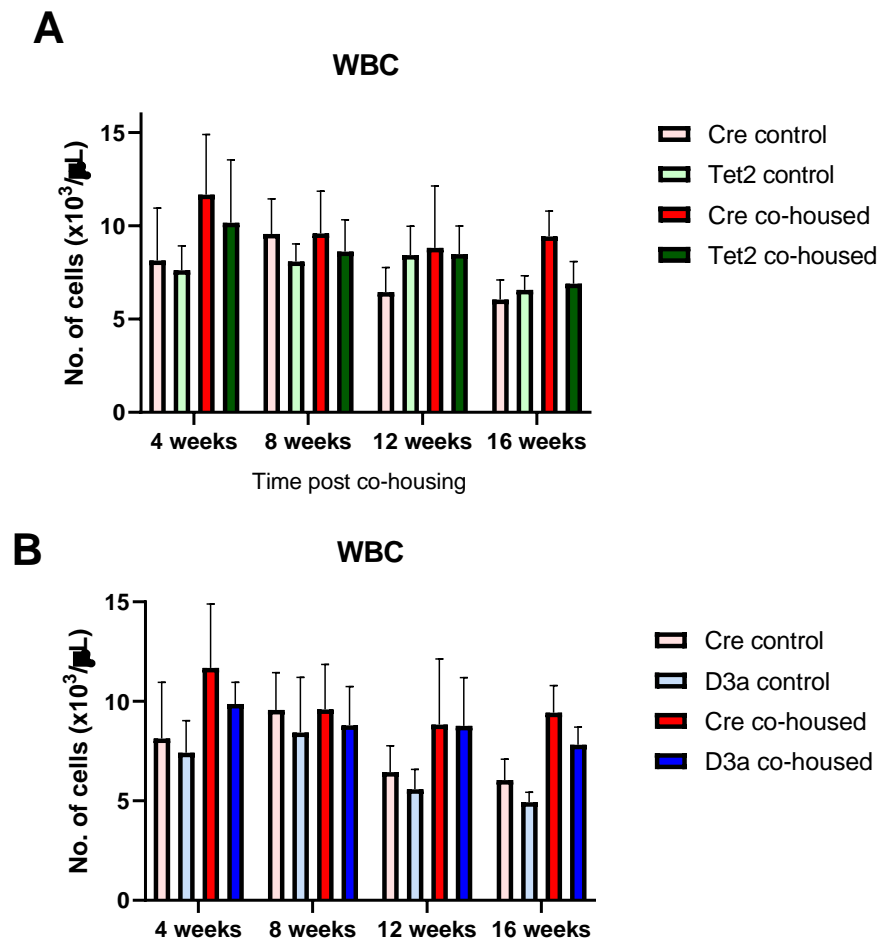 A
WBC
No. of cells (x10³/µL)
15
10
5
0
4 weeks 8 weeks 12 weeks 16 weeks
Time post co-housing
Cre control
Tet2 control
Cre co-housed
Tet2 co-housed
B
WBC
No. of cells (x10³/µL)
15
10
5
0
4 weeks 8 weeks 12 weeks 16 weeks
Cre control
D3a control
Cre co-housed
D3a co-housed